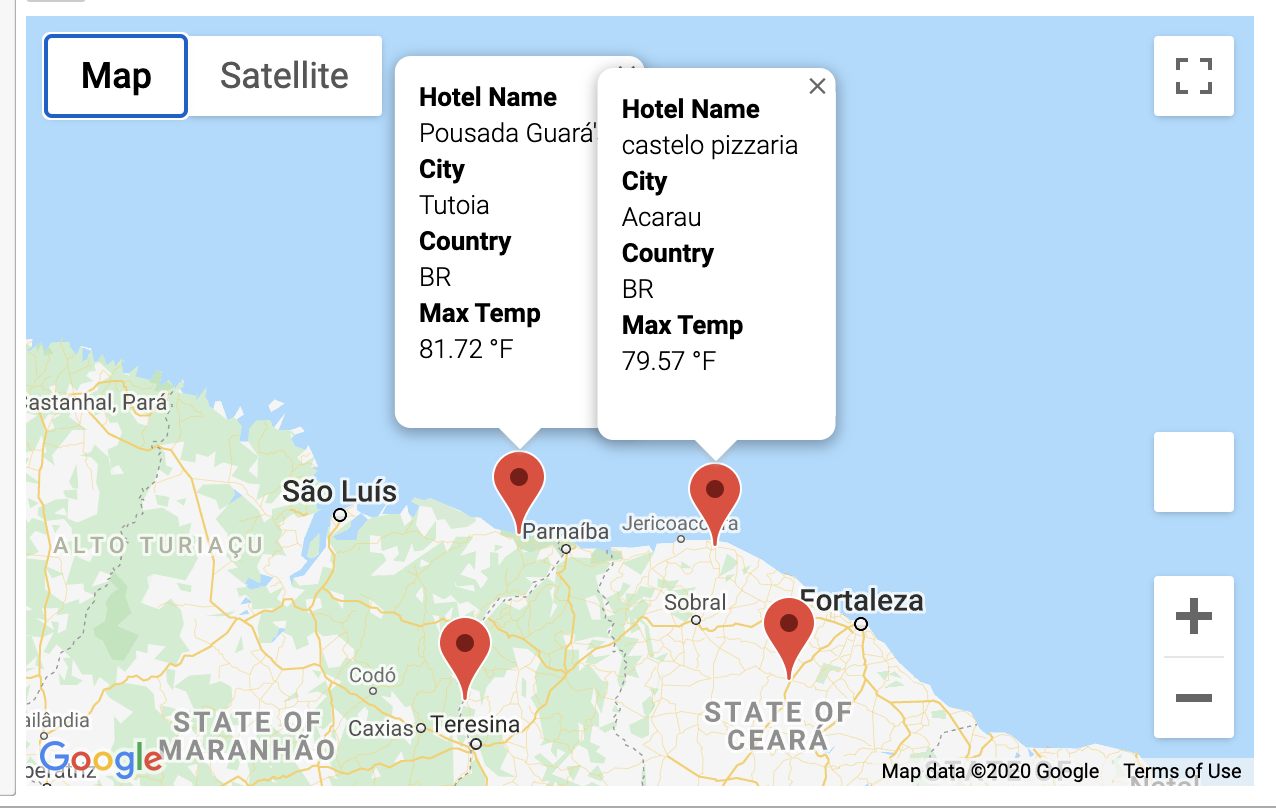 Map
Satellite
Hotel Name
Pousada Guará'
City
Tutoia
Country
BR
Max Temp
81.72 °F
Hotel Name
castelo pizzaria
City
Acarau
Country
BR
Max Temp
79.57 °F
astanhal, Pará
São Luís
Parnaíba
ALTO TURIAÇU
Sobral
Fortaleza
Codó
STATE OF
MARANHÃO
Caxias
Teresina
STATE OF
CEARÁ
ailândia
Google
Map data ©2020 Google
Terms of Use